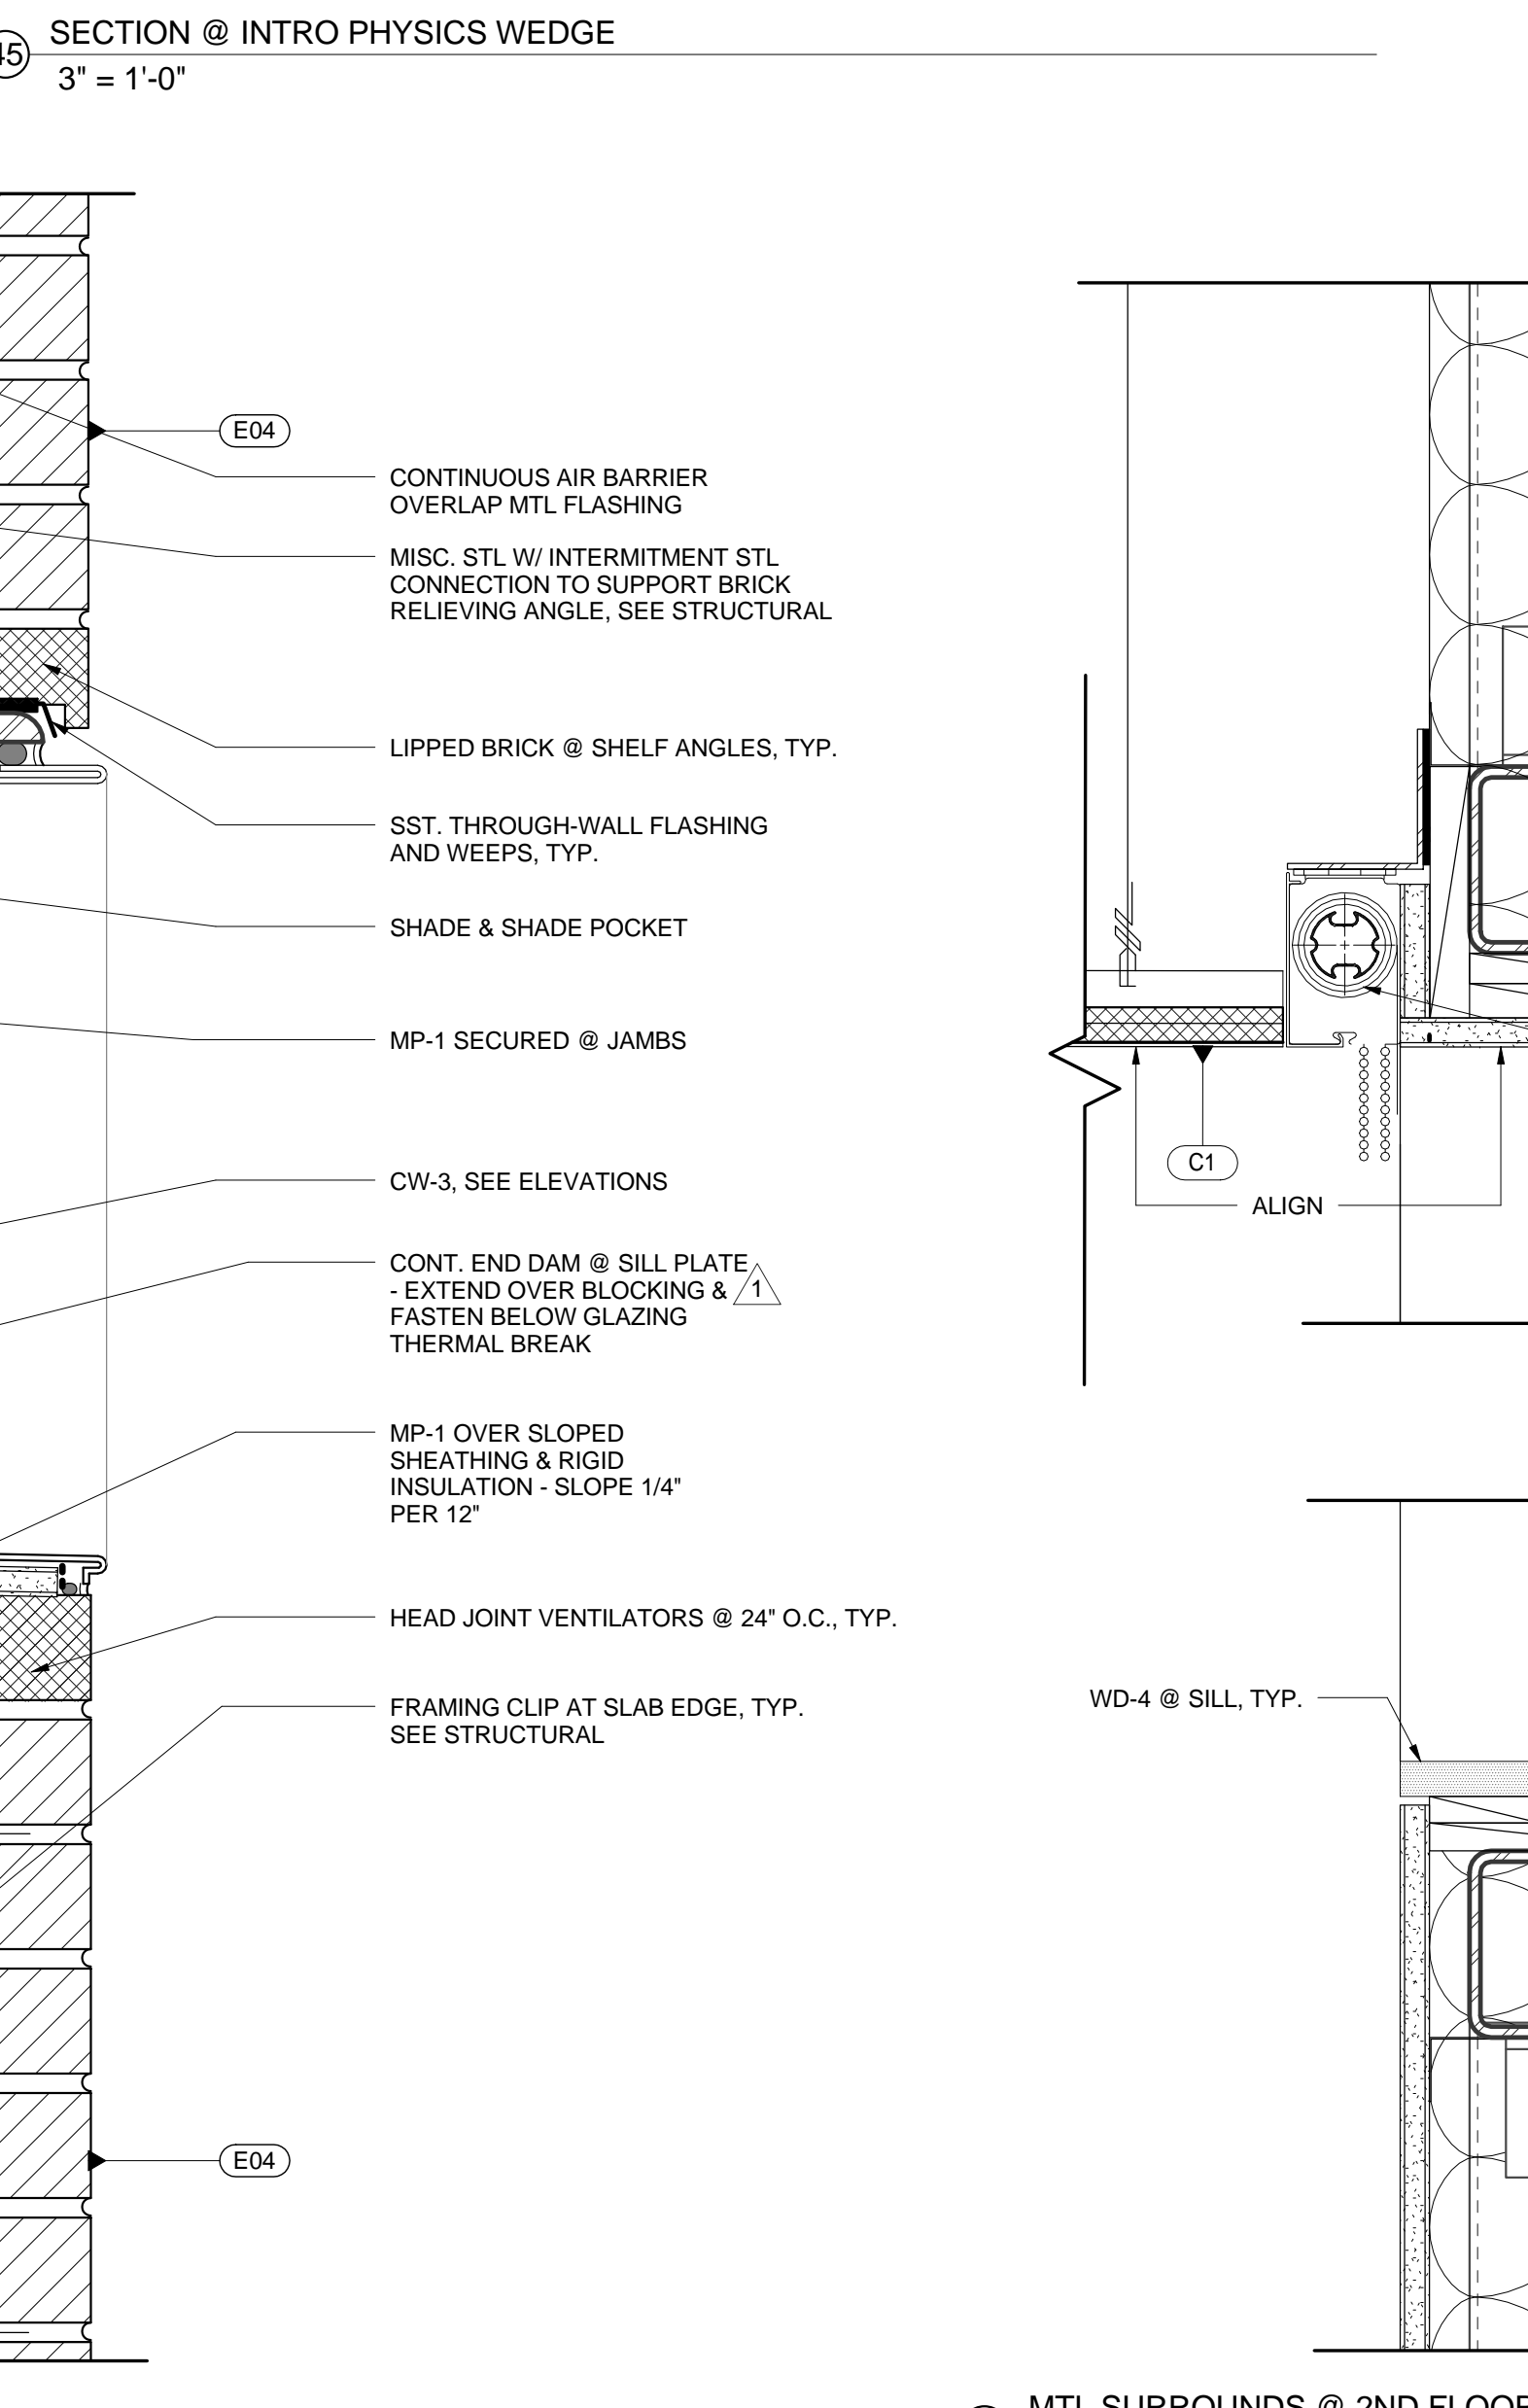 45
SECTION @ INTRO PHYSICS WEDGE
3" = 1'-0"
E04
CONTINUOUS AIR BARRIER
OVERLAP MTL FLASHING
MISC. STL W/ INTERMITMENT STL
CONNECTION TO SUPPORT BRICK
RELIEVING ANGLE, SEE STRUCTURAL
LIPPED BRICK @ SHELF ANGLES, TYP.
SST. THROUGH-WALL FLASHING
AND WEEPS, TYP.
SHADE & SHADE POCKET
MP-1 SECURED @ JAMBS
CW-3, SEE ELEVATIONS
CONT. END DAM @ SILL PLATE
- EXTEND OVER BLOCKING & 1
FASTEN BELOW GLAZING
THERMAL BREAK
MP-1 OVER SLOPED
SHEATHING & RIGID
INSULATION - SLOPE 1/4"
PER 12"
HEAD JOINT VENTILATORS @ 24" O.C., TYP.
FRAMING CLIP AT SLAB EDGE, TYP.
SEE STRUCTURAL
E04
C1
ALIGN
WD-4 @ SILL, TYP.
MTL SURROUNDS @ 2ND FLOOR